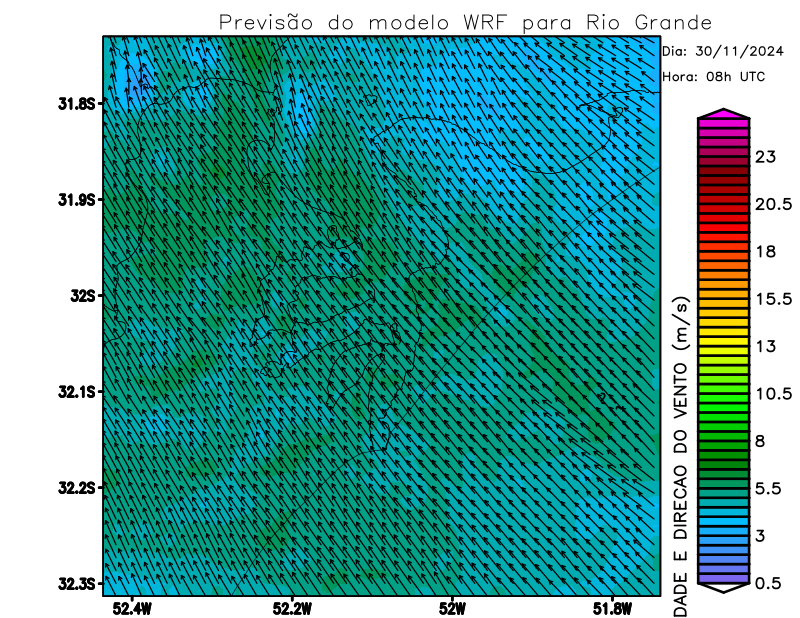 Previsão do modelo WRF para Rio Grande
Dia: 30/11/2024
Hora: 08h UTC
31.8S
31.9S
32S
32.1S
32.2S
32.3S
52.4W
52.2W
52W
51.8W
23
20.5
18
15.5
13
10.5
8
5.5
3
0.5
DADE E DIRECAO DO VENTO (m/s)